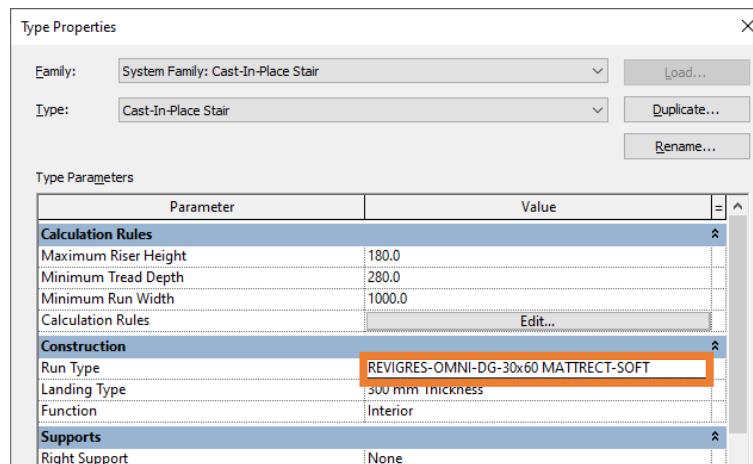 Type Properties
Family: System Family: Cast-In-Place Stair Load...
Type: Cast-In-Place Stair Duplicate...
Rename...
Type Parameters
Parameter Value =
Calculation Rules
Maximum Riser Height 180.0
Minimum Tread Depth 280.0
Minimum Run Width 1000.0
Calculation Rules Edit...
Construction
Run Type REVIGRES-OMNI-DG-30x60 MATTRECT-SOFT
Landing Type 300 mm Thickness
Function Interior
Supports
Right Support None